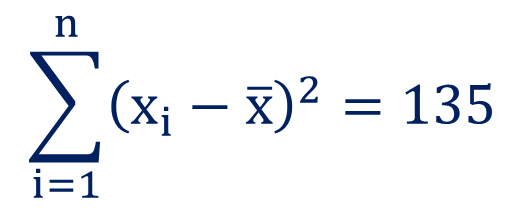 n
∑(xᵢ − x̄)² = 135
i=1